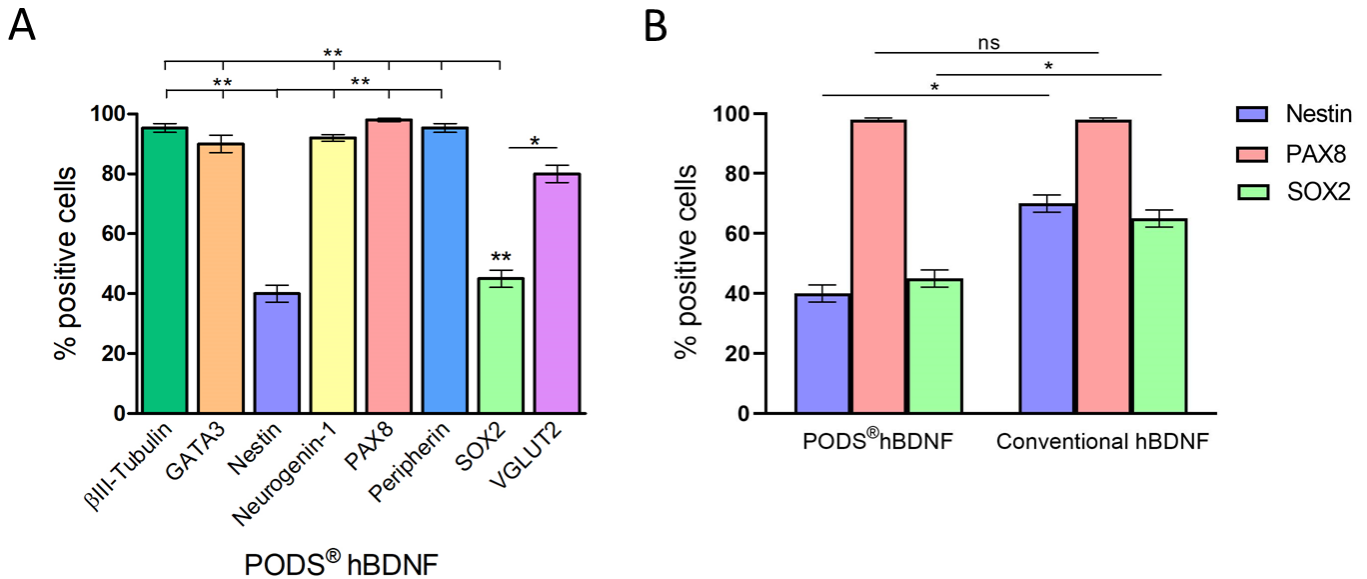 A
B
**
**
**
*
**
100
80
60
40
20
0
% positive cells
βIII-Tubulin
GATA3
Nestin
Neurogenin-1
PAX8
Peripherin
SOX2
VGLUT2
PODS® hBDNF
ns
*
*
100
80
60
40
20
0
% positive cells
PODS®hBDNF
Conventional hBDNF
Nestin
PAX8
SOX2